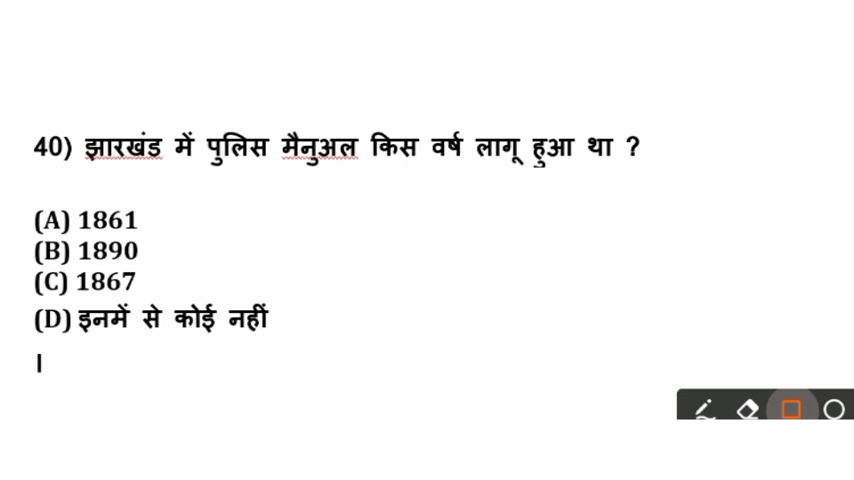 40) झारखंड में पुलिस मैनुअल किस वर्ष लागू हुआ था ?
(A) 1861
(B) 1890
(C) 1867
(D) इनमें से कोई नहीं